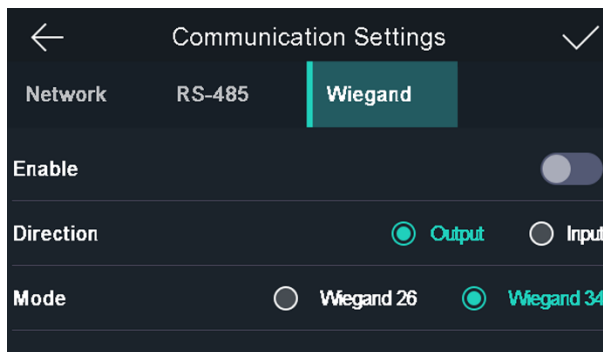 Communication Settings
Network RS-485 Wiegand
Enable
Direction Output Input
Mode Wiegand 26 Wiegand 34